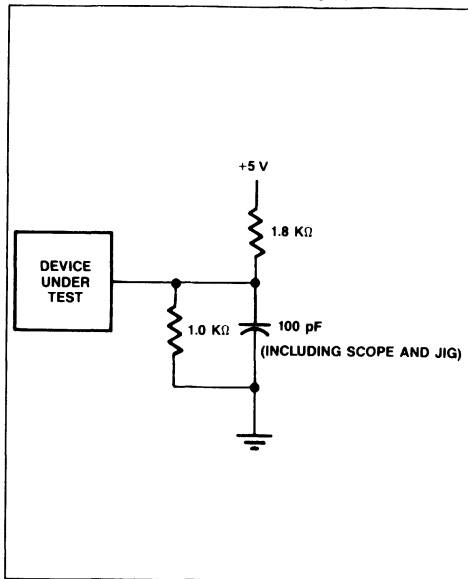 +5 V
1.8 KΩ
DEVICE
UNDER
TEST
1.0 KΩ
100 pF
(INCLUDING SCOPE AND JIG)